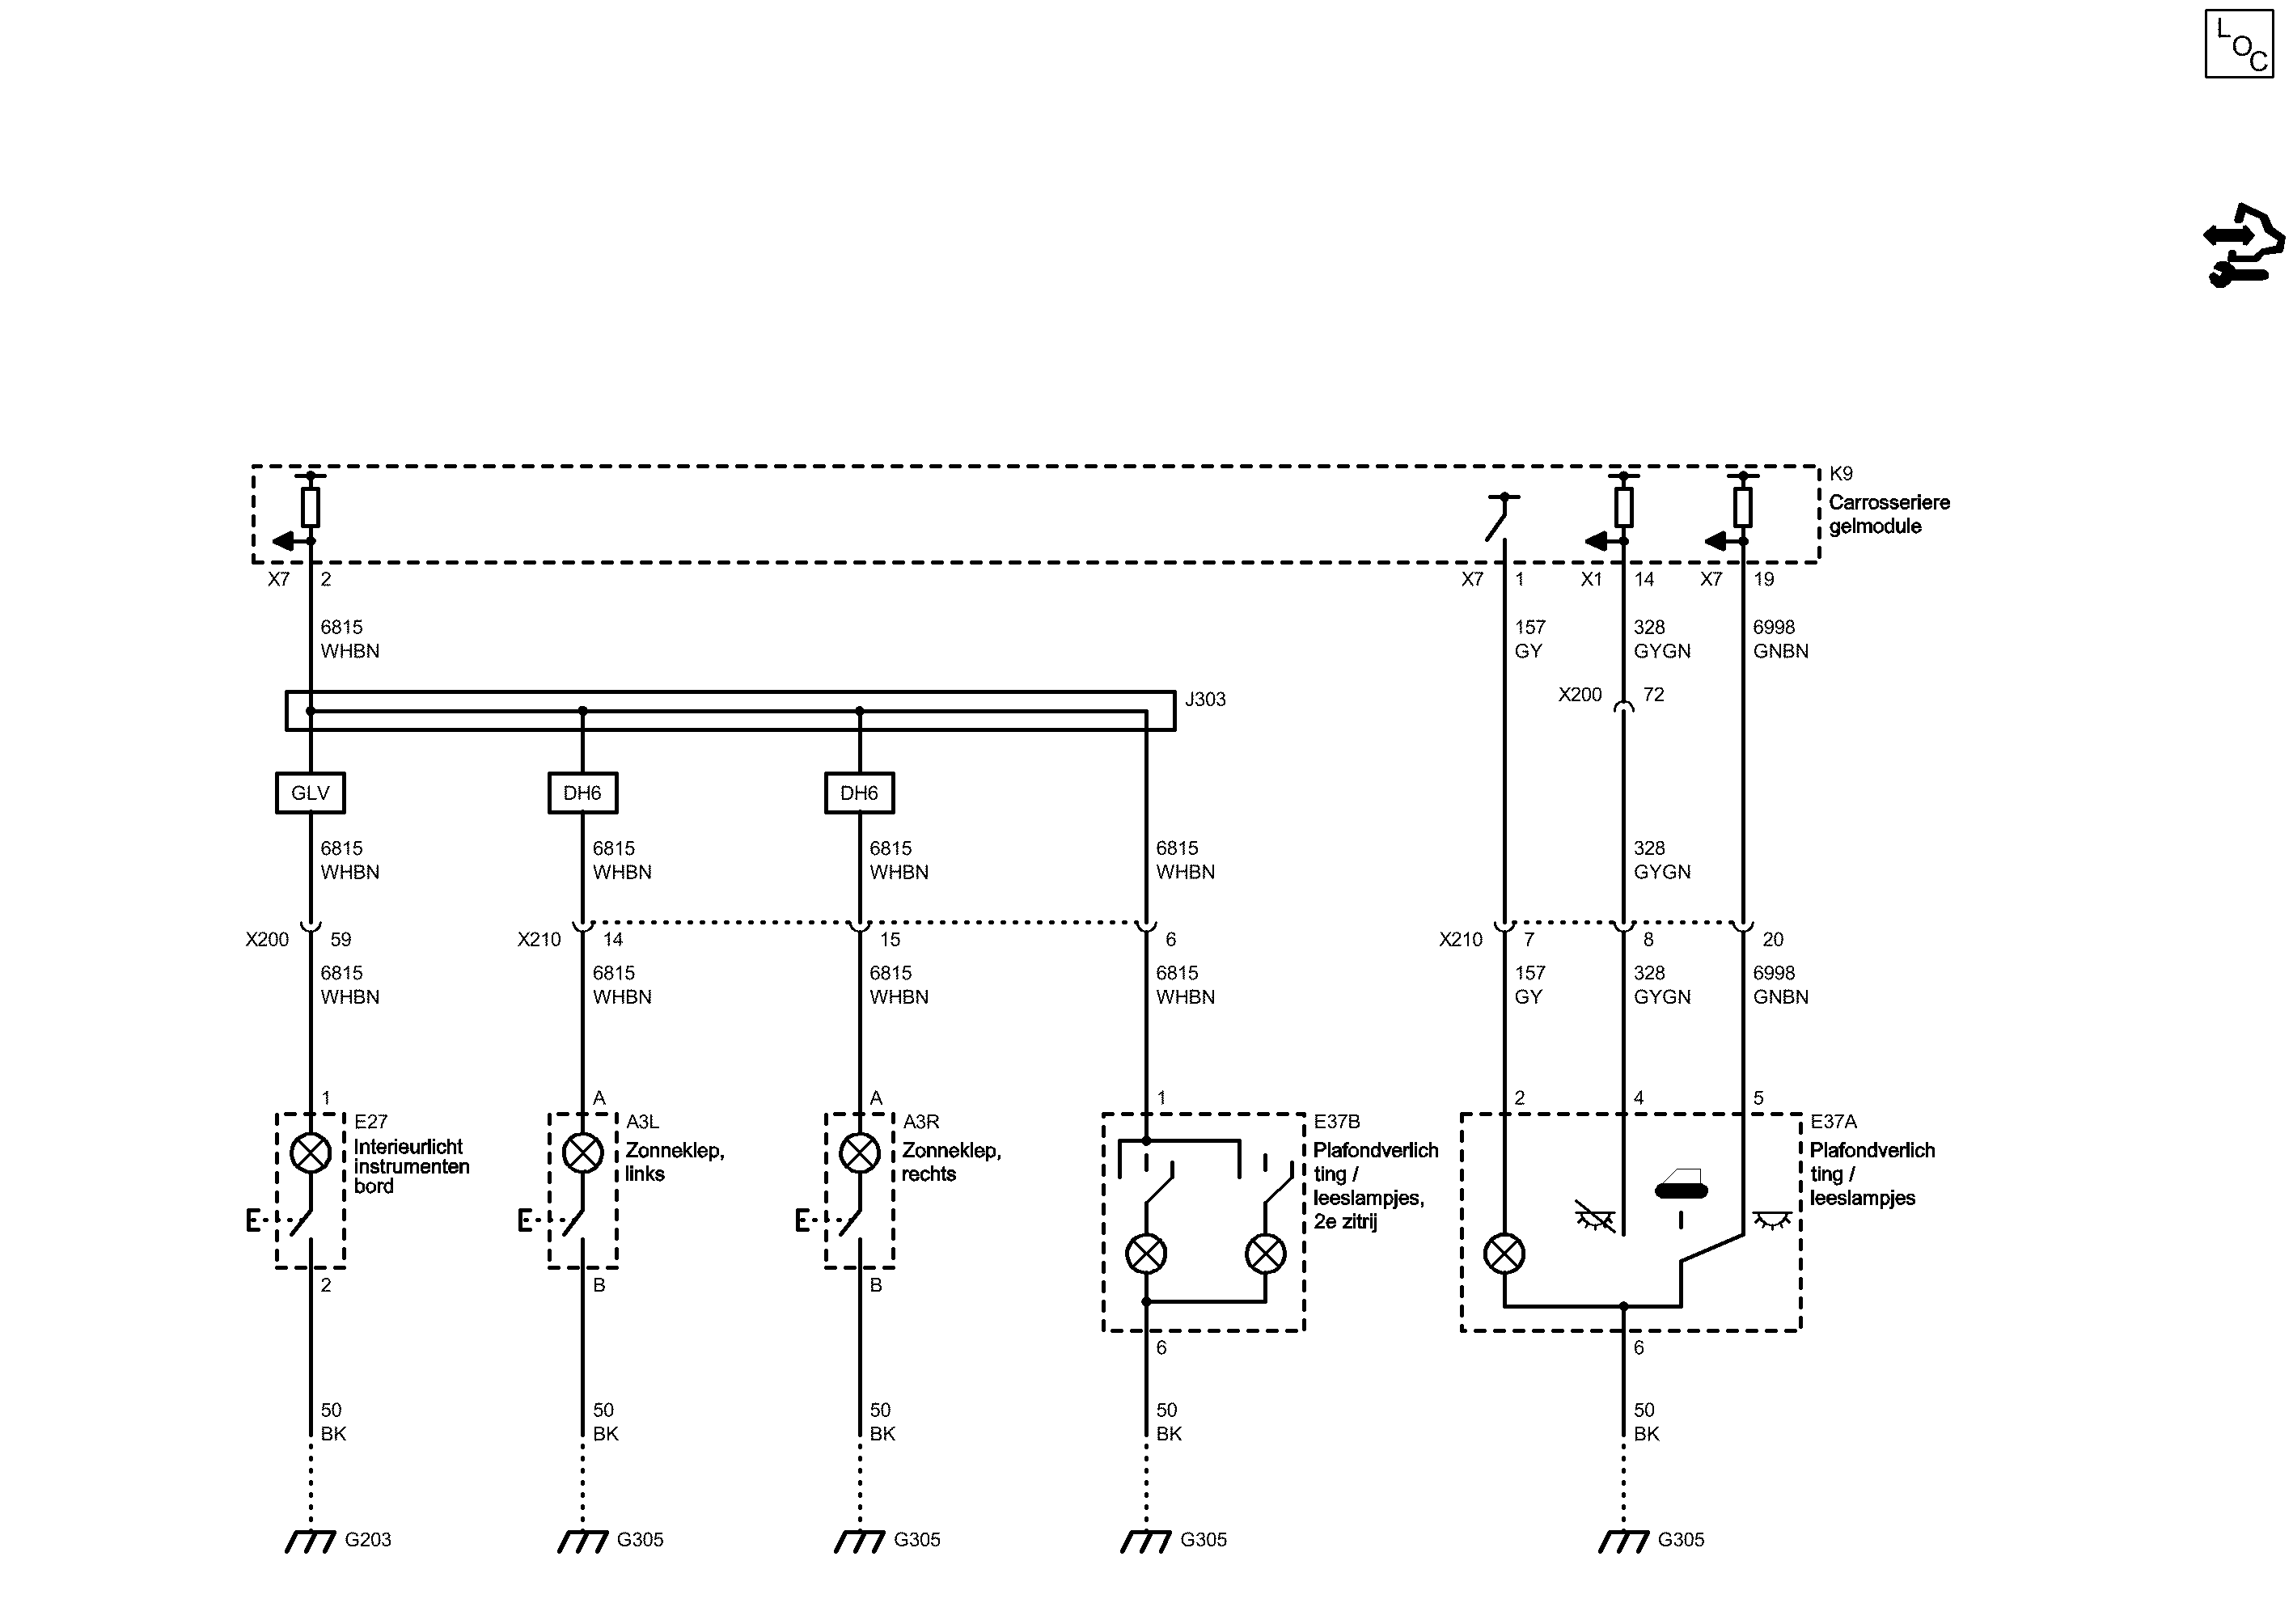 LOC
K9
Carrosseriere
gelmodule
X7 2 X7 1 X1 14 X7 19
6815 157 328 6998
WHBN GY GYGN GNBN
X200 72
J303
GLV DH6 DH6
6815 6815 6815 6815 328
WHBN WHBN WHBN WHBN GYGN
X200 59 X210 14 15 6 X210 7 8 20
6815 6815 6815 6815 157 328 6998
WHBN WHBN WHBN WHBN GY GYGN GNBN
1 A A 1 2 4 5
E27
Interieurlicht
instrumenten
bord
A3L
Zonneklep,
links
A3R
Zonneklep,
rechts
E37B
Plafondverlich
ting /
leeslampjes,
2e zitrij
E37A
Plafondverlich
ting /
leeslampjes
2 B B 6 6
50 50 50 50 50
BK BK BK BK BK
G203 G305 G305 G305 G305